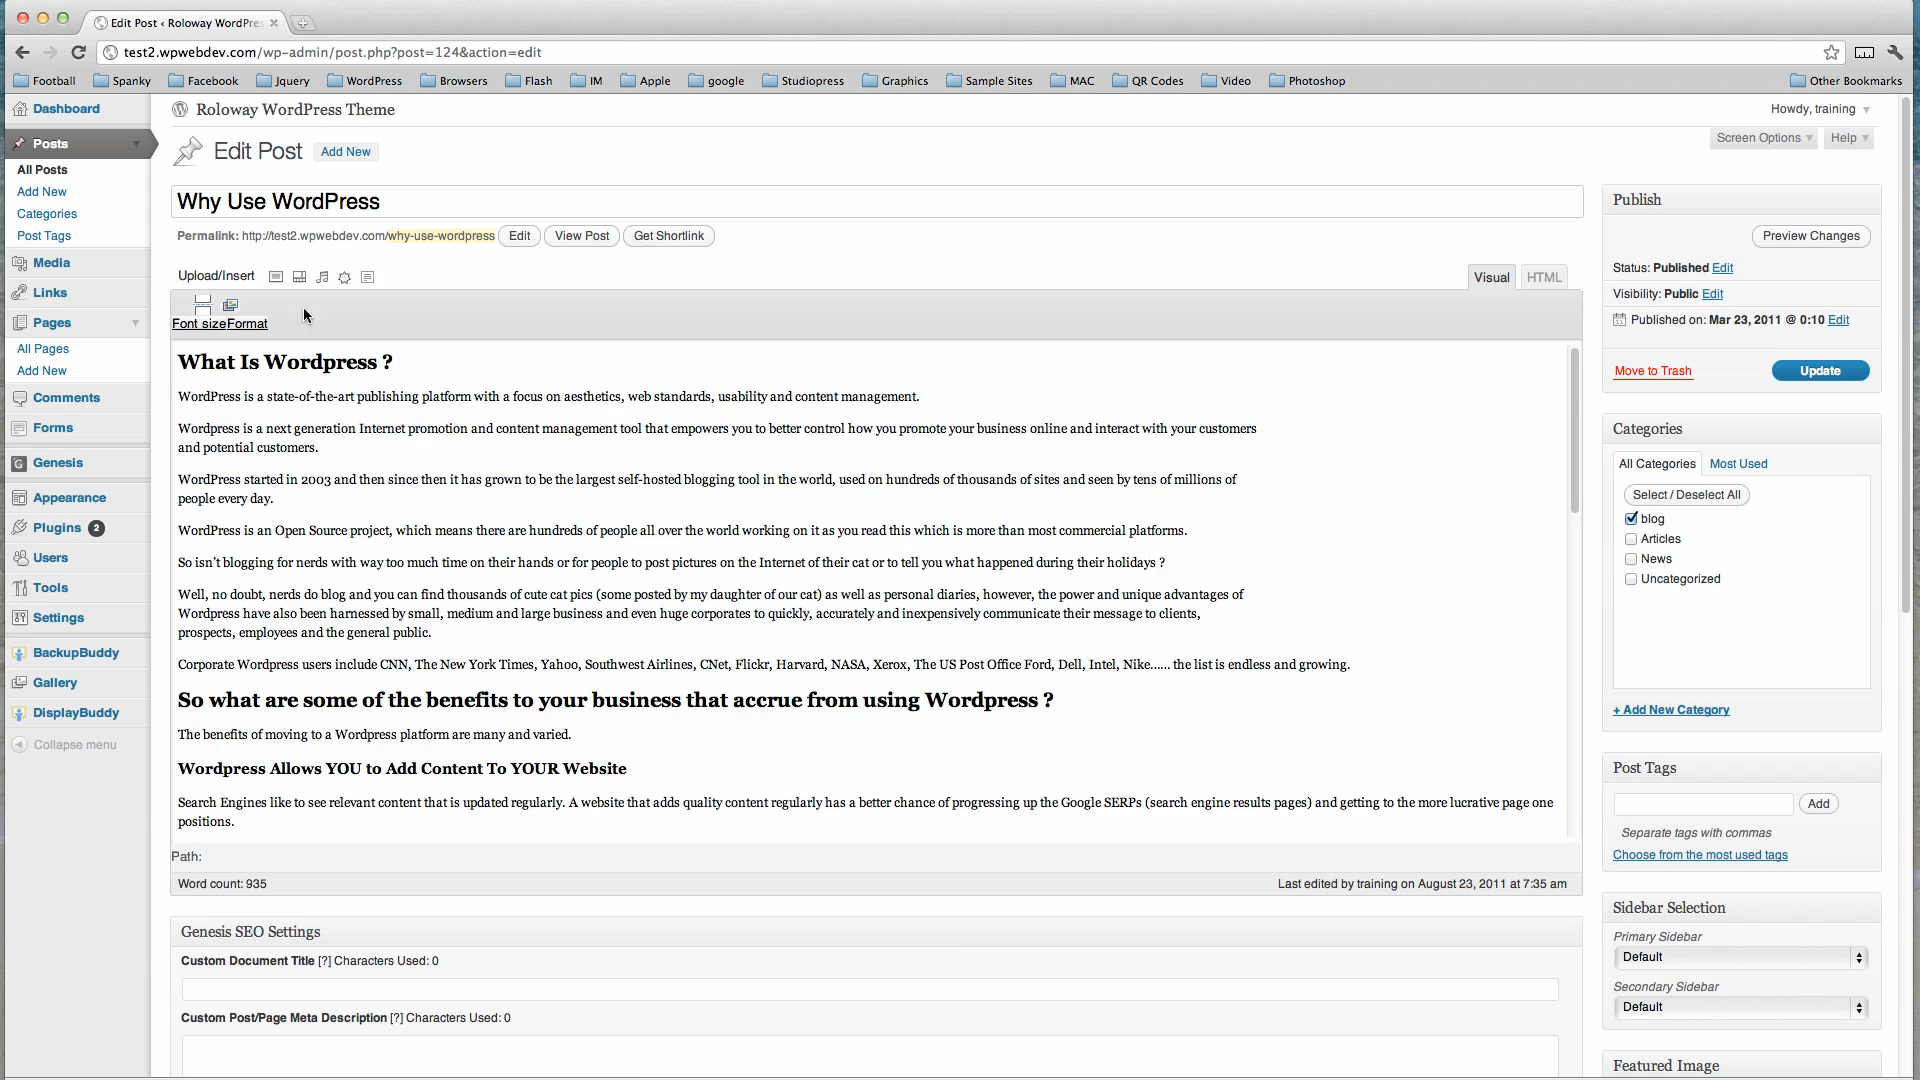 Edit Post ‹ Roloway WordPres
test2.wpwebdev.com/wp-admin/post.php?post=124&action=edit
Football Spanky Facebook Jquery WordPress Browsers Flash IM Apple google Studiopress Graphics Sample Sites MAC QR Codes Video Photoshop Other Bookmarks
Dashboard
Posts
All Posts
Add New
Categories
Post Tags
Media
Links
Pages
All Pages
Add New
Comments
Forms
Genesis
Appearance
Plugins 2
Users
Tools
Settings
BackupBuddy
Gallery
DisplayBuddy
Collapse menu
Roloway WordPress Theme
Howdy, training
Edit Post Add New
Screen Options Help
Why Use WordPress
Permalink: http://test2.wpwebdev.com/why-use-wordpress Edit View Post Get Shortlink
Upload/Insert
Visual HTML
Font sizeFormat
What Is Wordpress ?
WordPress is a state-of-the-art publishing platform with a focus on aesthetics, web standards, usability and content management.
Wordpress is a next generation Internet promotion and content management tool that empowers you to better control how you promote your business online and interact with your customers
and potential customers.
WordPress started in 2003 and then since then it has grown to be the largest self-hosted blogging tool in the world, used on hundreds of thousands of sites and seen by tens of millions of
people every day.
WordPress is an Open Source project, which means there are hundreds of people all over the world working on it as you read this which is more than most commercial platforms.
So isn't blogging for nerds with way too much time on their hands or for people to post pictures on the Internet of their cat or to tell you what happened during their holidays ?
Well, no doubt, nerds do blog and you can find thousands of cute cat pics (some posted by my daughter of our cat) as well as personal diaries, however, the power and unique advantages of
Wordpress have also been harnessed by small, medium and large business and even huge corporates to quickly, accurately and inexpensively communicate their message to clients,
prospects, employees and the general public.
Corporate Wordpress users include CNN, The New York Times, Yahoo, Southwest Airlines, CNet, Flickr, Harvard, NASA, Xerox, The US Post Office Ford, Dell, Intel, Nike...... the list is endless and growing.
So what are some of the benefits to your business that accrue from using Wordpress ?
The benefits of moving to a Wordpress platform are many and varied.
Wordpress Allows YOU to Add Content To YOUR Website
Search Engines like to see relevant content that is updated regularly. A website that adds quality content regularly has a better chance of progressing up the Google SERPs (search engine results pages) and getting to the more lucrative page one
positions.
Path:
Word count: 935
Last edited by training on August 23, 2011 at 7:35 am
Genesis SEO Settings
Custom Document Title [?] Characters Used: 0
Custom Post/Page Meta Description [?] Characters Used: 0
Publish
Preview Changes
Status: Published Edit
Visibility: Public Edit
Published on: Mar 23, 2011 @ 0:10 Edit
Move to Trash Update
Categories
All Categories Most Used
Select / Deselect All
blog
Articles
News
Uncategorized
+ Add New Category
Post Tags
Add
Separate tags with commas
Choose from the most used tags
Sidebar Selection
Primary Sidebar
Default
Secondary Sidebar
Default
Featured Image